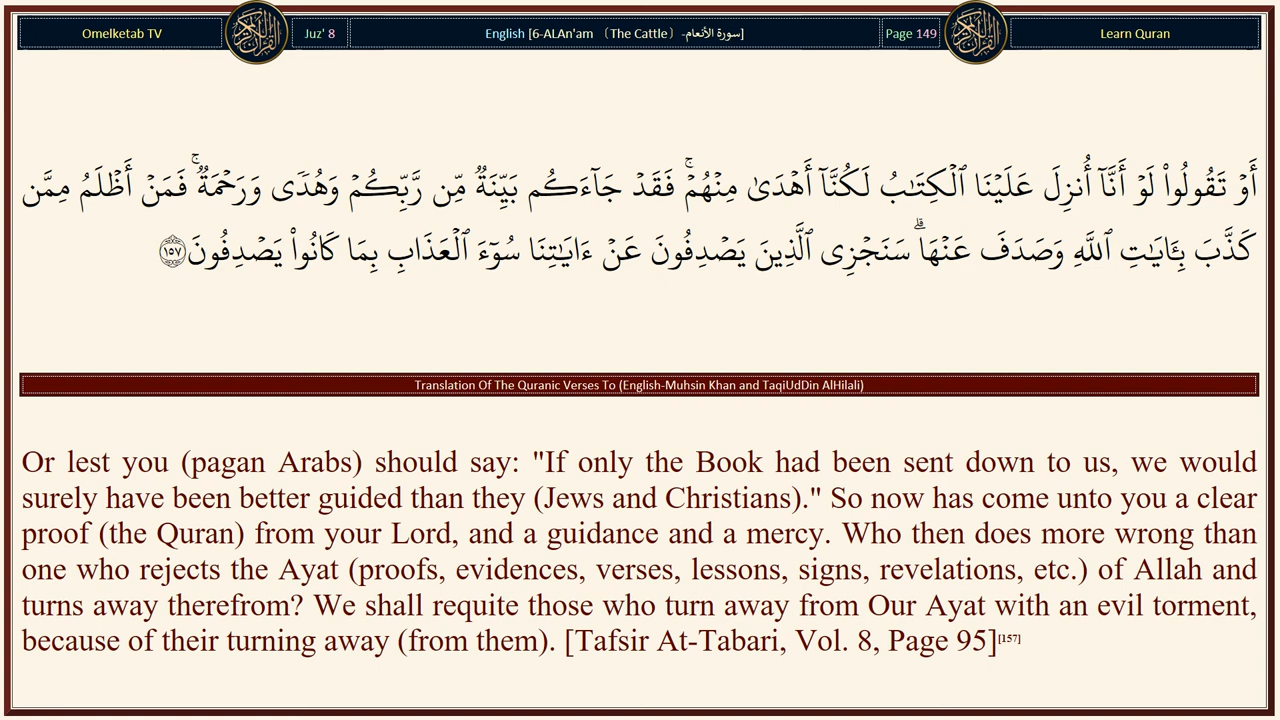 Omelketab TV
Juz' 8
English [6-ALAn'am （The Cattle）-سورة الأنعام]
Page 149
Learn Quran
أَوۡ تَقُولُواْ لَوۡ أَنَّآ أُنزِلَ عَلَيۡنَا ٱلۡكِتَٰبُ لَكُنَّآ أَهۡدَىٰ مِنۡهُمۡۚ فَقَدۡ جَآءَكُم بَيِّنَةٞ مِّن رَّبِّكُمۡ وَهُدٗى وَرَحۡمَةٞۚ فَمَنۡ أَظۡلَمُ مِمَّن
كَذَّبَ بِـَٔايَٰتِ ٱللَّهِ وَصَدَفَ عَنۡهَاۗ سَنَجۡزِي ٱلَّذِينَ يَصۡدِفُونَ عَنۡ ءَايَٰتِنَا سُوٓءَ ٱلۡعَذَابِ بِمَا كَانُواْ يَصۡدِفُونَ ١٥٧
Translation Of The Quranic Verses To (English-Muhsin Khan and TaqiUdDin AlHilali)
Or lest you (pagan Arabs) should say: "If only the Book had been sent down to us, we would
surely have been better guided than they (Jews and Christians)." So now has come unto you a clear
proof (the Quran) from your Lord, and a guidance and a mercy. Who then does more wrong than
one who rejects the Ayat (proofs, evidences, verses, lessons, signs, revelations, etc.) of Allah and
turns away therefrom? We shall requite those who turn away from Our Ayat with an evil torment,
because of their turning away (from them). [Tafsir At-Tabari, Vol. 8, Page 95][157]